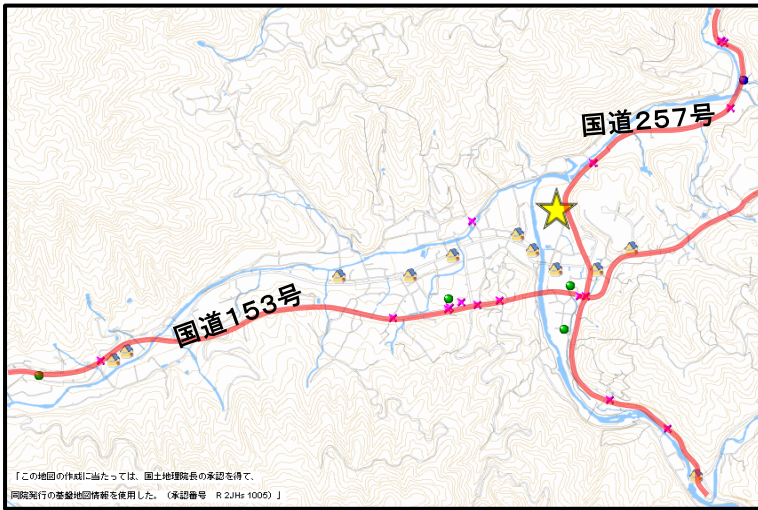 国道257号
国道153号
「この地図の作成に当たっては、国土地理院長の承認を得て、
同院発行の基盤地図情報を使用した。（承認番号　R 2JHs 1005）」